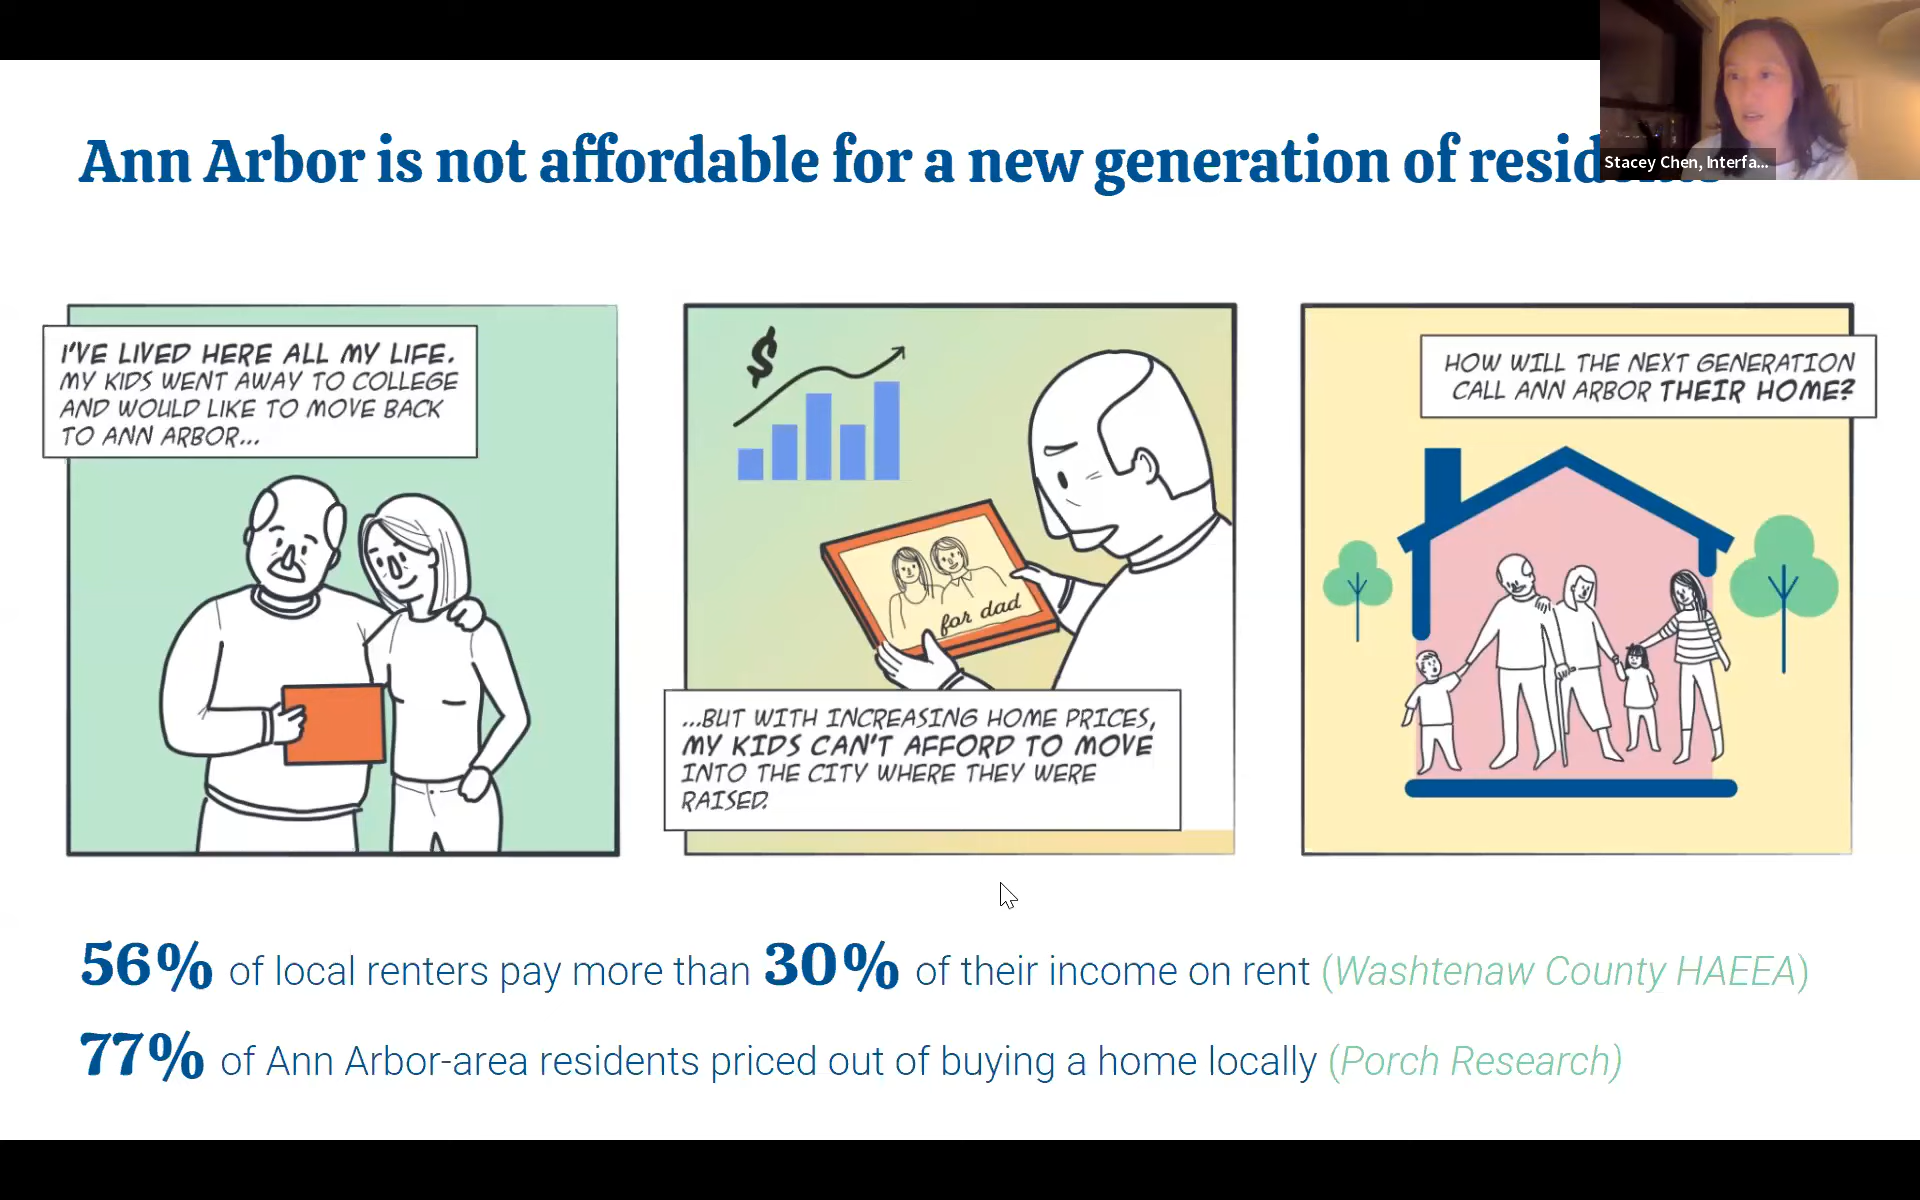 Ann Arbor is not affordable for a new generation of
Stacey Chen, Interfa...
I'VE LIVED HERE ALL MY LIFE.
MY KIDS WENT AWAY TO COLLEGE
AND WOULD LIKE TO MOVE BACK
TO ANN ARBOR...
$
for dad
...BUT WITH INCREASING HOME PRICES,
MY KIDS CAN'T AFFORD TO MOVE
INTO THE CITY WHERE THEY WERE
RAISED.
HOW WILL THE NEXT GENERATION
CALL ANN ARBOR THEIR HOME?
56% of local renters pay more than 30% of their income on rent (Washtenaw County HAEEA)
77% of Ann Arbor-area residents priced out of buying a home locally (Porch Research)